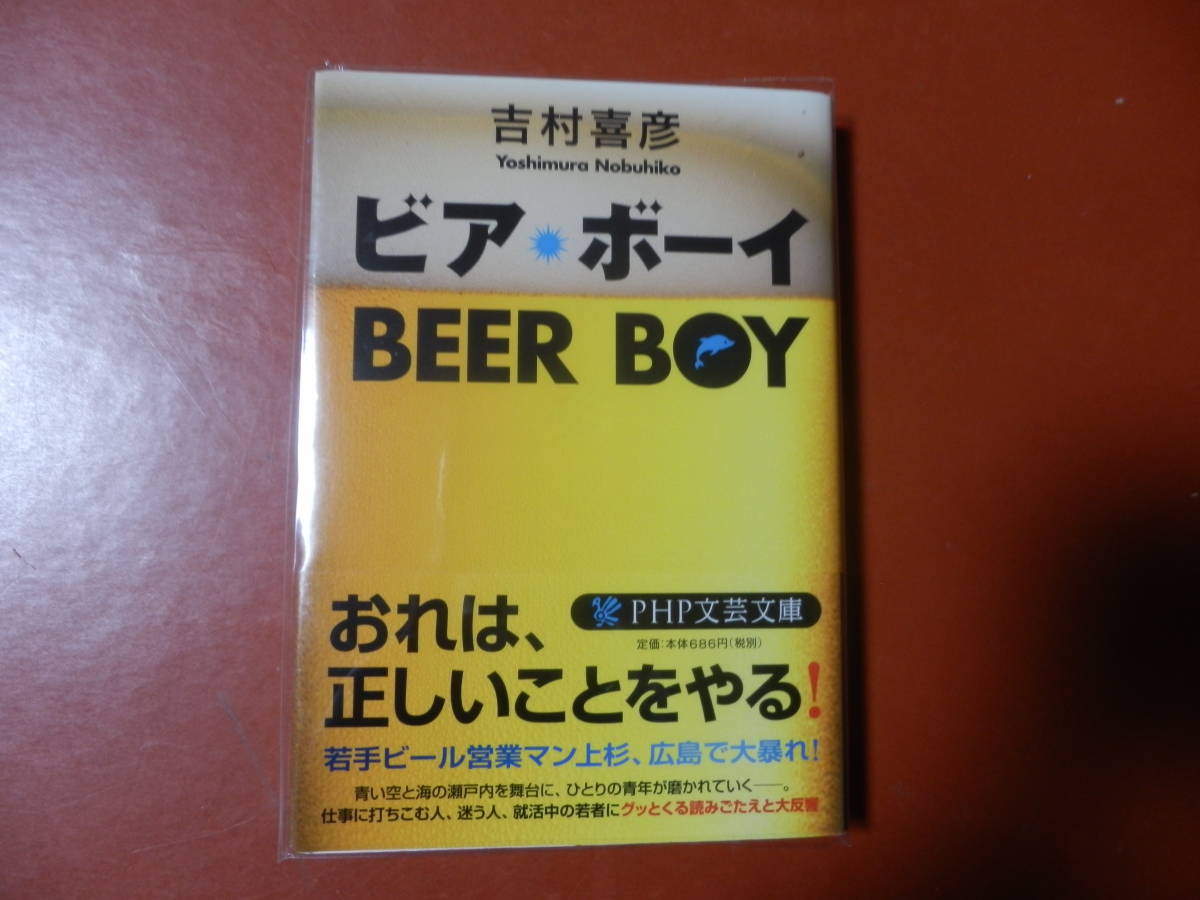 吉村喜彦
Yoshimura Nobuhiko
ビア・ボーイ
BEER BOY
おれは、
PHP文芸文庫
定価:本体686円(税別)
正しいことをやる!
若手ビール営業マン上杉、広島で大暴れ!
青い空と海の瀬戸内を舞台に、ひとりの青年が磨かれていく――。
仕事に打ちこむ人、迷う人、就活中の若者にグッとくる読みごたえと大反響